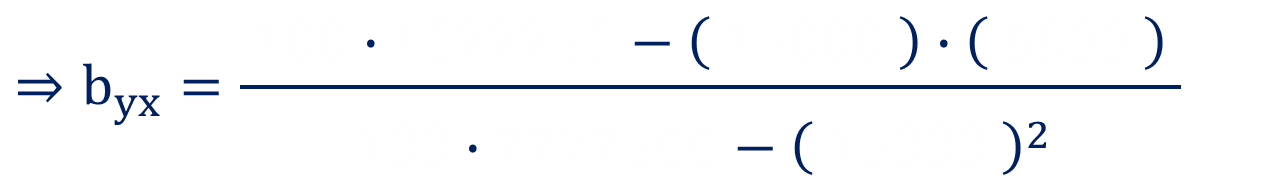 ⇒ b_yx = (· − ( ) · ( )) / (· − ( )²)